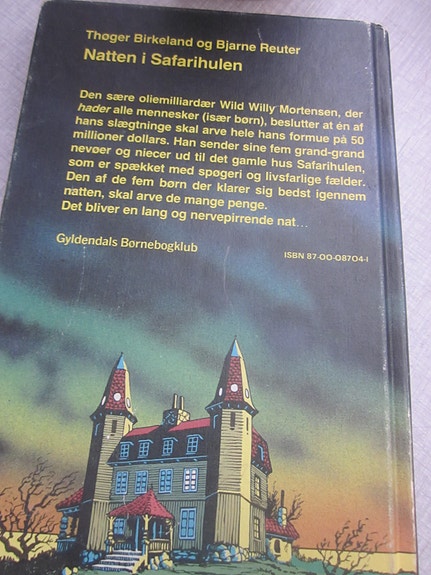 Thøger Birkeland og Bjarne Reuter
Natten i Safarihulen
Den sære oliemilliardær Wild Willy Mortensen, der
hader alle mennesker (især børn), beslutter at én af
hans slægtninge skal arve hele hans formue på 50
millioner dollars. Han sender sine fem grand-grand
nevøer og niecer ud til det gamle hus Safarihulen,
som er spækket med spøgeri og livsfarlige fælder.
Den af de fem børn der klarer sig bedst igennem
natten, skal arve de mange penge.
Det bliver en lang og nervepirrende nat...
Gyldendals Børnebogklub
ISBN 87-00-08704-1